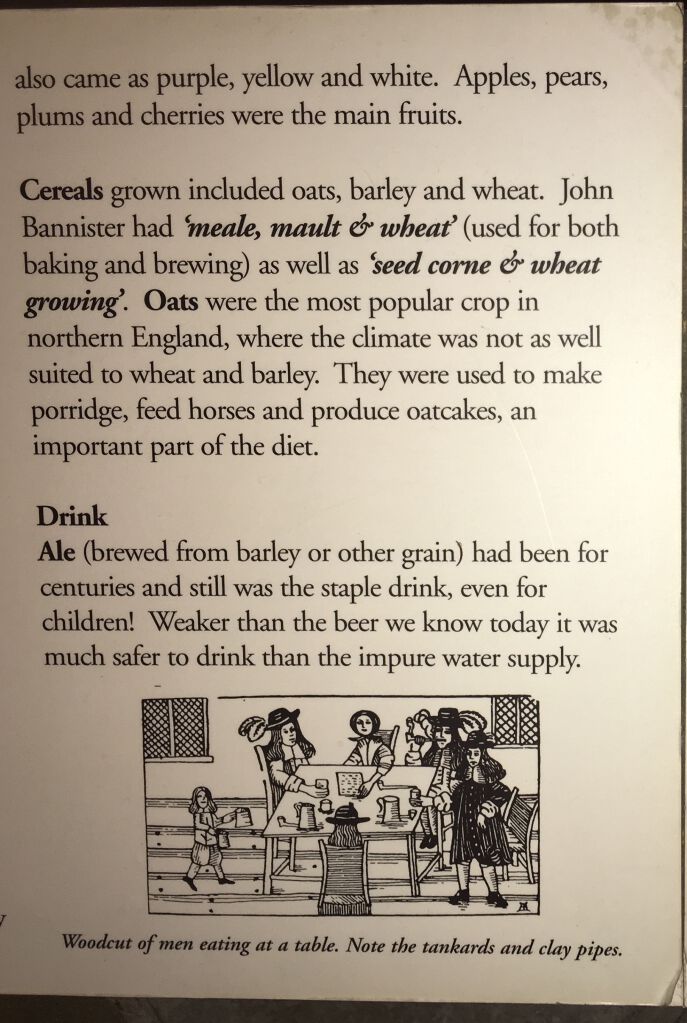 also came as purple, yellow and white. Apples, pears,
plums and cherries were the main fruits.
Cereals grown included oats, barley and wheat. John
Bannister had ‘meale, mault & wheat’ (used for both
baking and brewing) as well as ‘seed corne & wheat
growing’. Oats were the most popular crop in
northern England, where the climate was not as well
suited to wheat and barley. They were used to make
porridge, feed horses and produce oatcakes, an
important part of the diet.
Drink
Ale (brewed from barley or other grain) had been for
centuries and still was the staple drink, even for
children! Weaker than the beer we know today it was
much safer to drink than the impure water supply.
Woodcut of men eating at a table. Note the tankards and clay pipes.